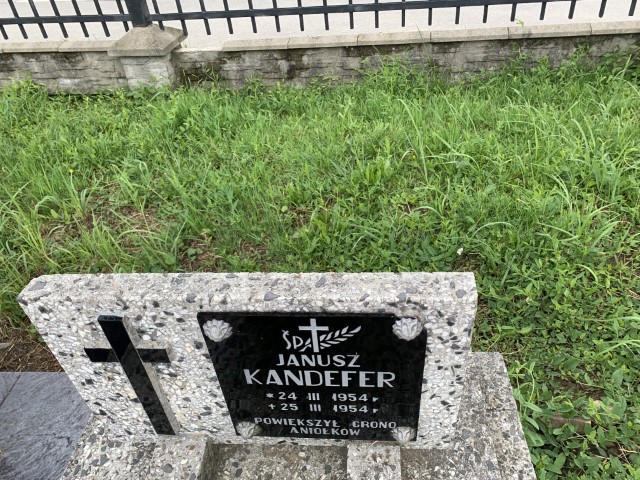 ŚP
JANUSZ
KANDEFER
* 24 III 1954 r
+ 25 III 1954 r
POWIĘKSZYŁ GRONO
ANIOŁKÓW